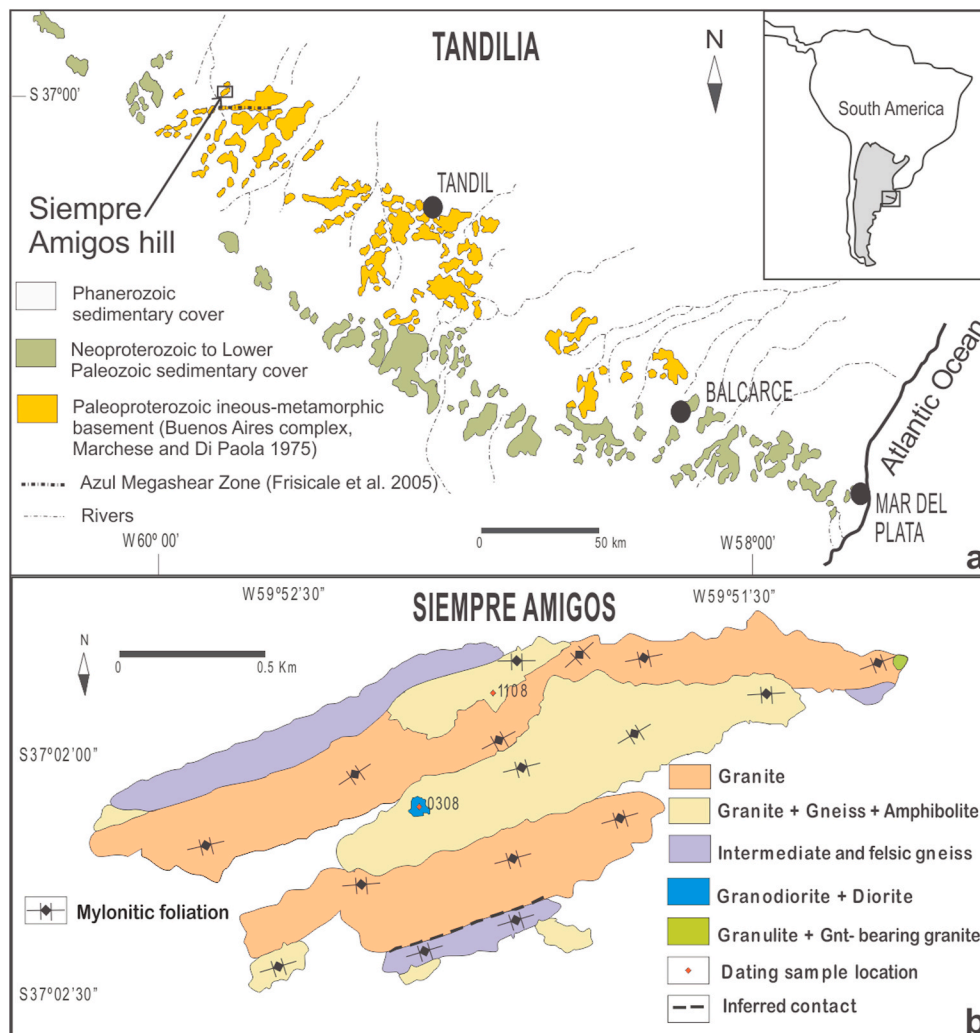 TANDILIA
N
S 37º00'
South America
TANDIL
Siempre
Amigos hill
Phanerozoic
sedimentary cover
Neoproterozoic to Lower
Paleozoic sedimentary cover
Paleoproterozoic ineous-metamorphic
basement (Buenos Aires complex,
Marchese and Di Paola 1975)
Azul Megashear Zone (Frisicale et al. 2005)
Rivers
BALCARCE
Atlantic Ocean
MAR DEL
PLATA
0 50 km
W60º 00'
W58º00'
a
W59º52'30”
SIEMPRE AMIGOS
W59º51'30”
N
0 0.5 Km
1108
S37º02'00”
0308
Granite
Granite + Gneiss + Amphibolite
Intermediate and felsic gneiss
Granodiorite + Diorite
Granulite + Gnt- bearing granite
Dating sample location
Inferred contact
Mylonitic foliation
S37º02'30”
b